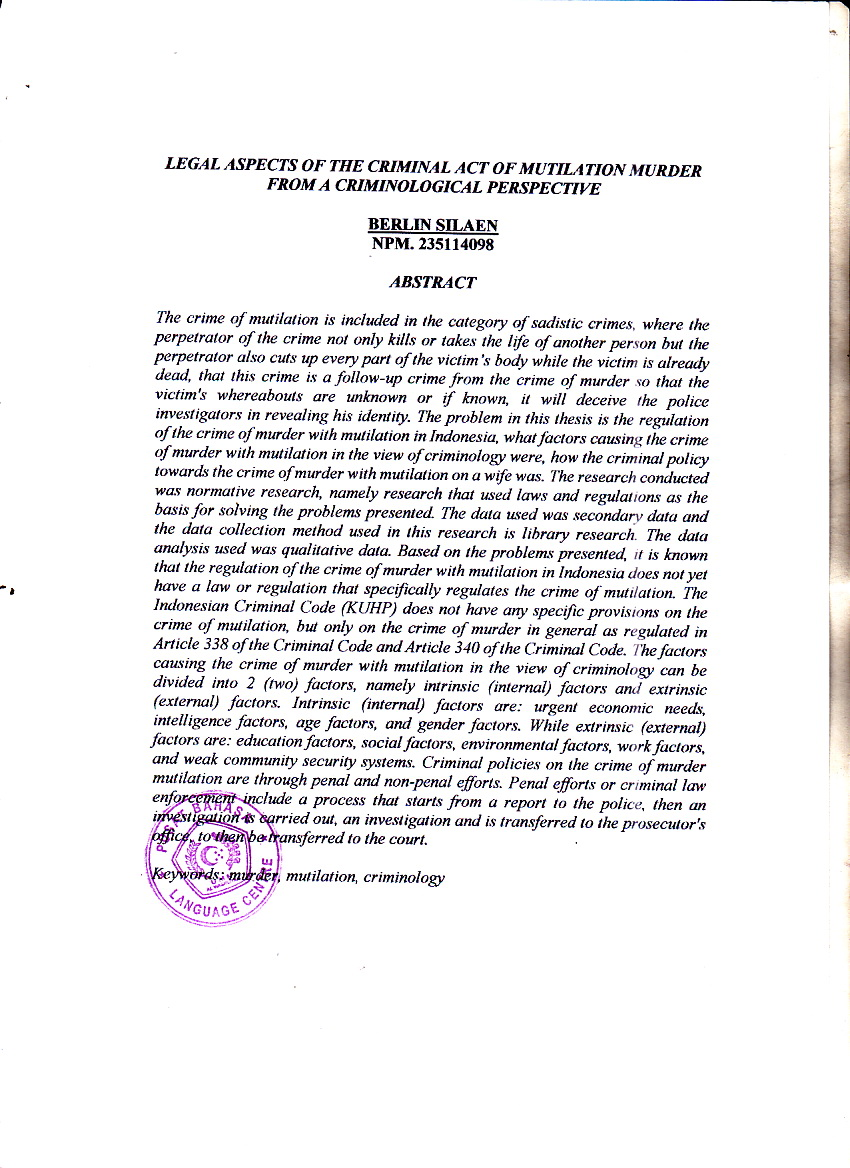 LEGAL ASPECTS OF THE CRIMINAL ACT OF MUTILATION MURDER
FROM A CRIMINOLOGICAL PERSPECTIVE
BERLIN SILAEN
NPM. 235114098
ABSTRACT
The crime of mutilation is included in the category of sadistic crimes, where the
perpetrator of the crime not only kills or takes the life of another person but the
perpetrator also cuts up every part of the victim's body while the victim is already
dead, that this crime is a follow-up crime from the crime of murder so that the
victim's whereabouts are unknown or if known, it will deceive the police
investigators in revealing his identity. The problem in this thesis is the regulation
of the crime of murder with mutilation in Indonesia, what factors causing the crime
of murder with mutilation in the view of criminology were, how the criminal policy
towards the crime of murder with mutilation on a wife was. The research conducted
was normative research, namely research that used laws and regulations as the
basis for solving the problems presented. The data used was secondary data and
the data collection method used in this research is library research. The data
analysis used was qualitative data. Based on the problems presented, it is known
that the regulation of the crime of murder with mutilation in Indonesia does not yet
have a law or regulation that specifically regulates the crime of mutilation. The
Indonesian Criminal Code (KUHP) does not have any specific provisions on the
crime of mutilation, but only on the crime of murder in general as regulated in
Article 338 of the Criminal Code and Article 340 of the Criminal Code. The factors
causing the crime of murder with mutilation in the view of criminology can be
divided into 2 (two) factors, namely intrinsic (internal) factors and extrinsic
(external) factors. Intrinsic (internal) factors are: urgent economic needs,
intelligence factors, age factors, and gender factors. While extrinsic (external)
factors are: education factors, social factors, environmental factors, work factors,
and weak community security systems. Criminal policies on the crime of murder
mutilation are through penal and non-penal efforts. Penal efforts or criminal law
enforcement include a process that starts from a report to the police, then an
investigation is carried out, an investigation and is transferred to the prosecutor's
office, to then be transferred to the court.
Keywords: murder, mutilation, criminology
PUSAT BAHASA
LANGUAGE CENTRE